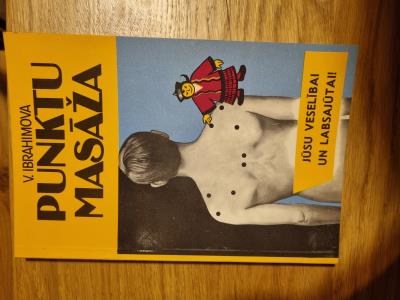 V. IBRAHIMOVA
PUNKTU
MASĀŽA
JŪSU VESELĪBAI
UN LABSAJŪTAI!